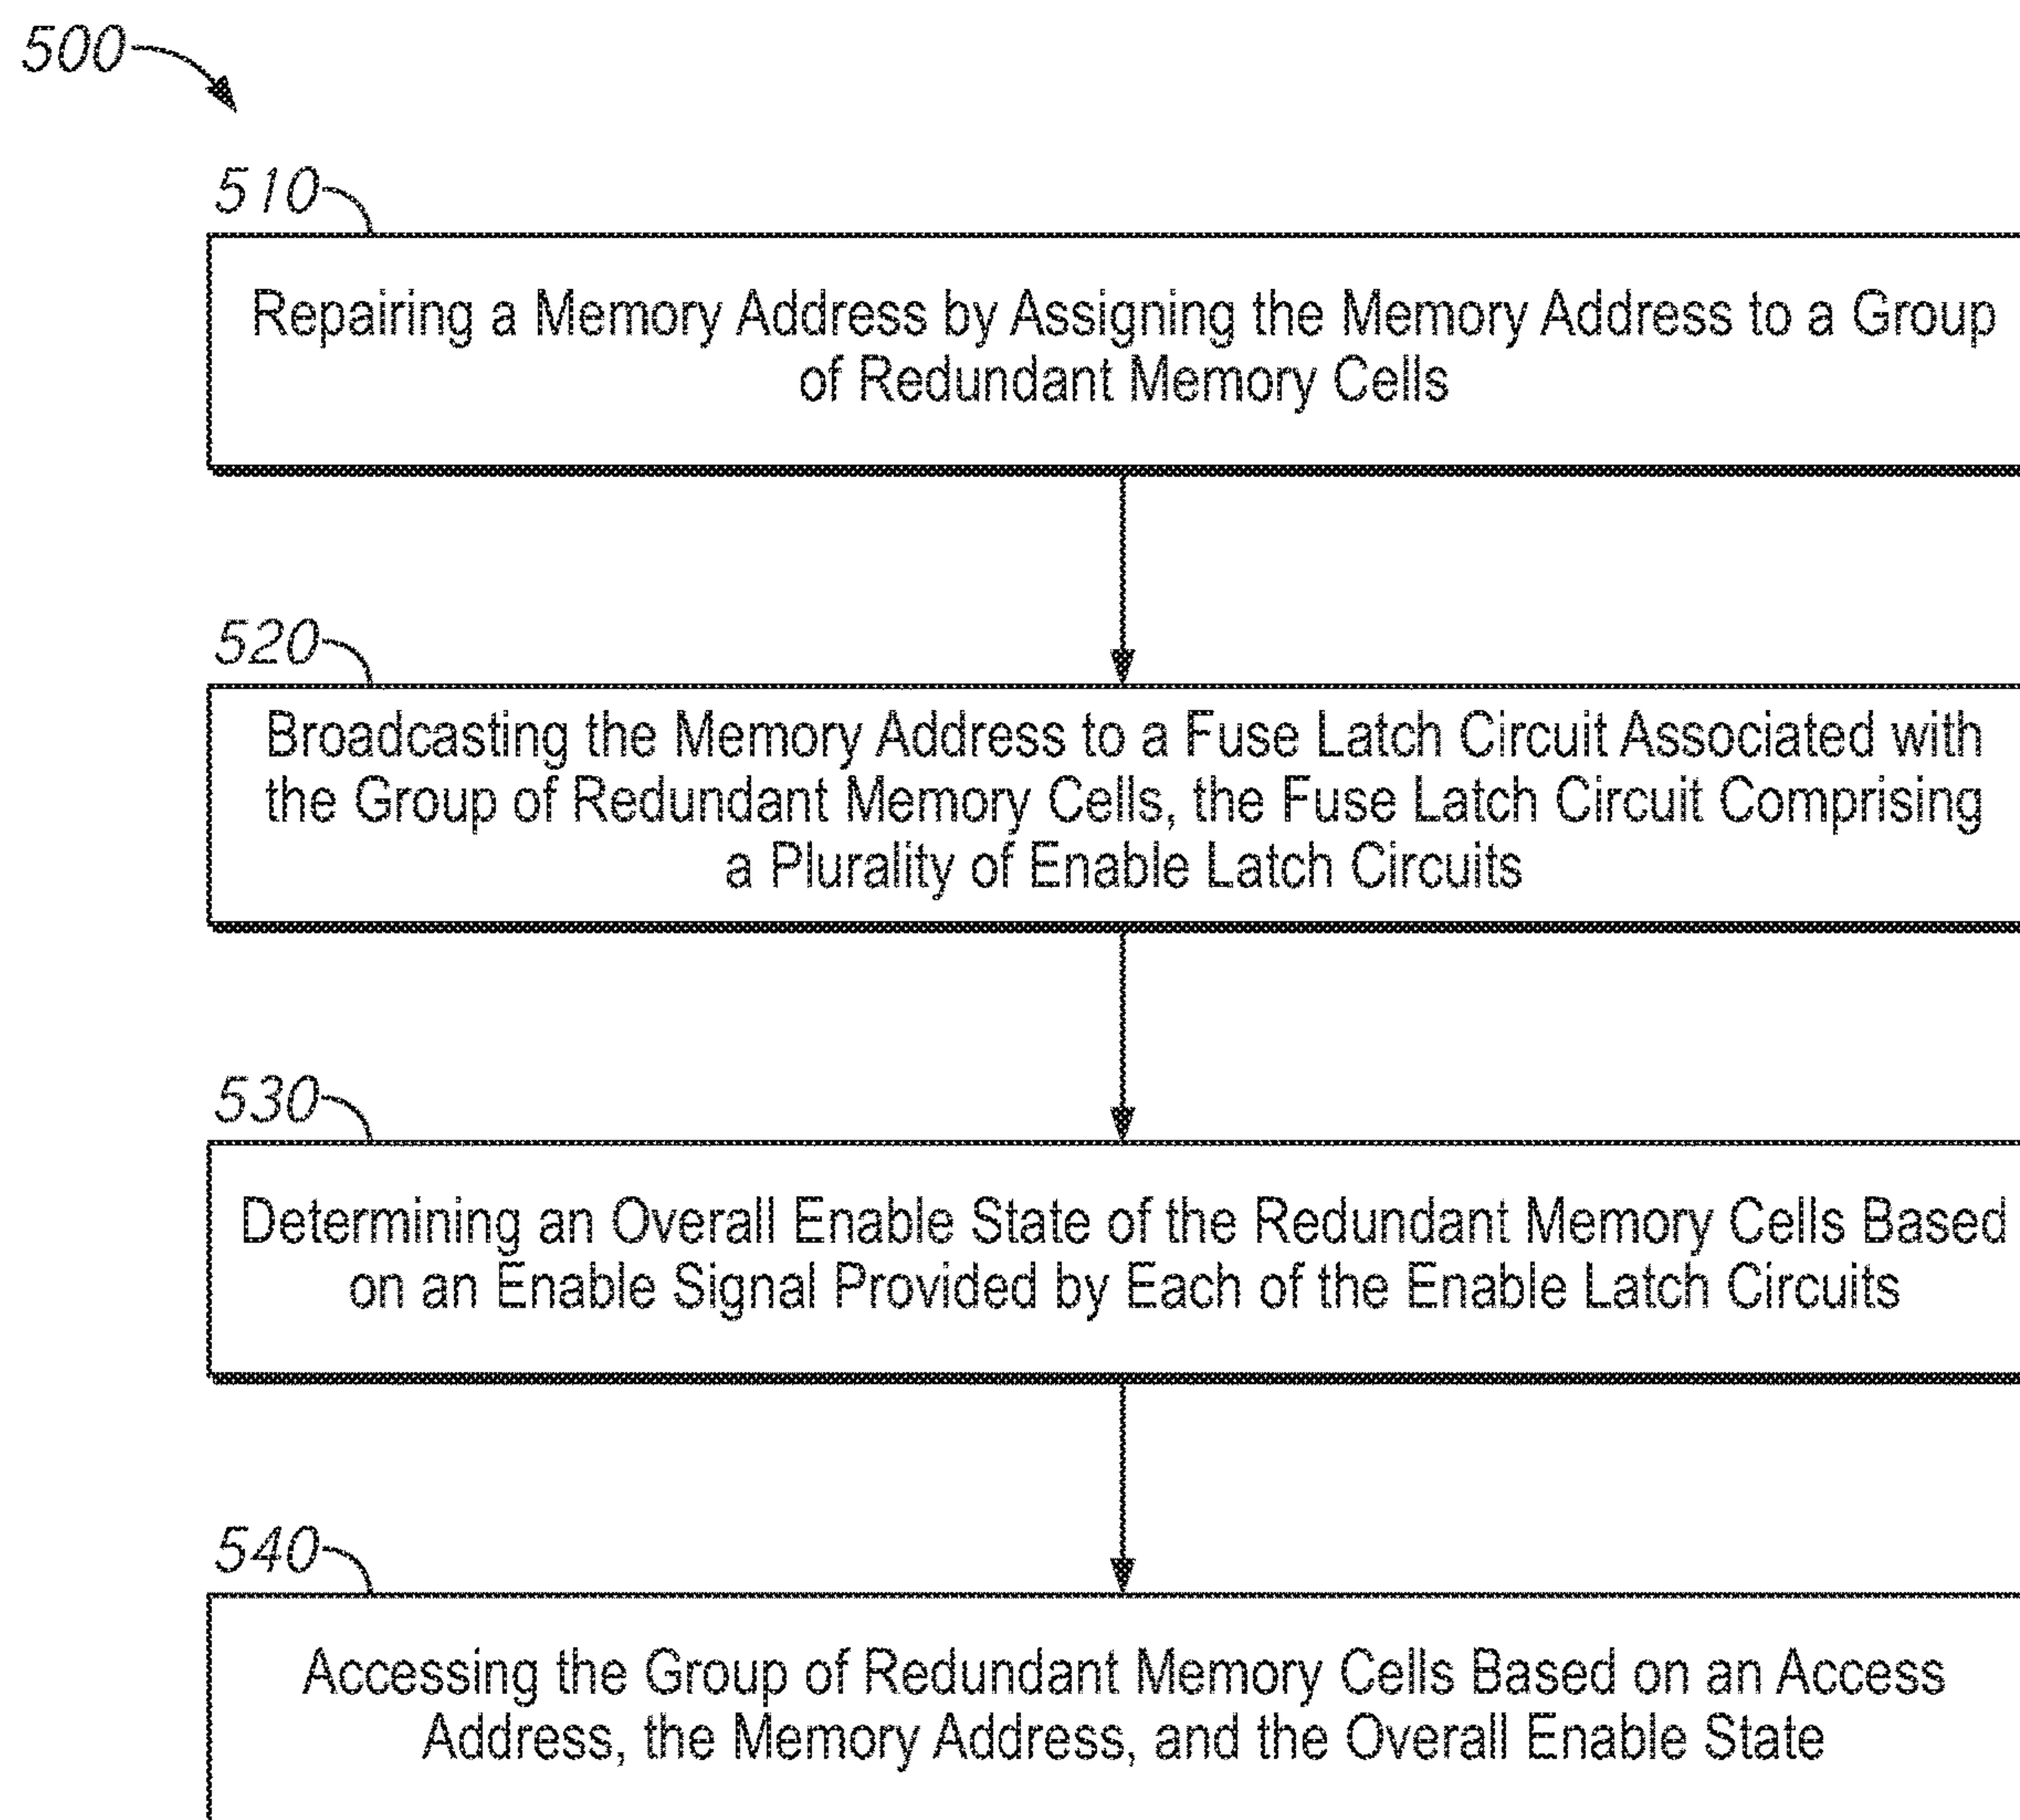 500
510
Repairing a Memory Address by Assigning the Memory Address to a Group
of Redundant Memory Cells
520
Broadcasting the Memory Address to a Fuse Latch Circuit Associated with
the Group of Redundant Memory Cells, the Fuse Latch Circuit Comprising
a Plurality of Enable Latch Circuits
530
Determining an Overall Enable State of the Redundant Memory Cells Based
on an Enable Signal Provided by Each of the Enable Latch Circuits
540
Accessing the Group of Redundant Memory Cells Based on an Access
Address, the Memory Address, and the Overall Enable State